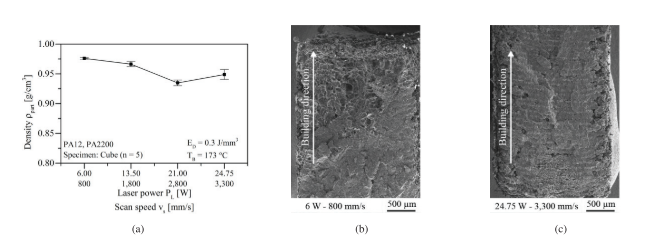 1.00
0.95
0.90
0.85
0.80
Density ρpart [g/cm³]
PA12, PA2200
Specimen: Cube (n = 5)
E_D = 0.3 J/mm³
T_B = 173 °C
6.00 13.50 21.00 24.75
800 1,800 2,800 3,300
Laser power P_L [W]
Scan speed v_s [mm/s]
(a)
Building direction
6 W - 800 mm/s 500 μm
(b)
Building direction
24.75 W - 3,300 mm/s 500 μm
(c)